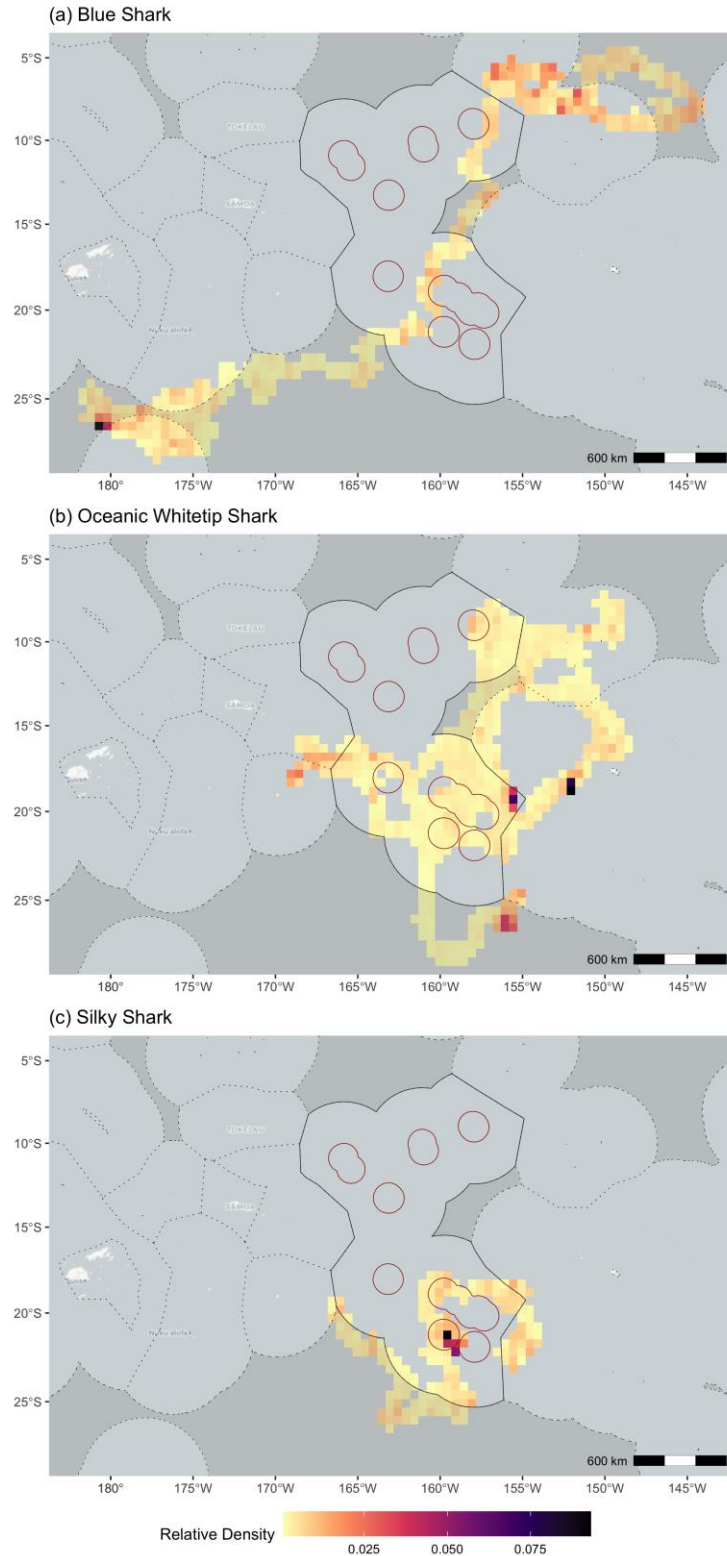 (a) Blue Shark
5°S
10°S
TOKELAU
15°S
SAMOA
20°S
Nukuʻalofa
25°S
600 km
180° 175°W 170°W 165°W 160°W 155°W 150°W 145°W
(b) Oceanic Whitetip Shark
5°S
10°S
TOKELAU
15°S
SAMOA
20°S
Nukuʻalofa
25°S
600 km
180° 175°W 170°W 165°W 160°W 155°W 150°W 145°W
(c) Silky Shark
5°S
10°S
TOKELAU
15°S
SAMOA
20°S
Nukuʻalofa
25°S
600 km
180° 175°W 170°W 165°W 160°W 155°W 150°W 145°W
Relative Density
0.025 0.050 0.075